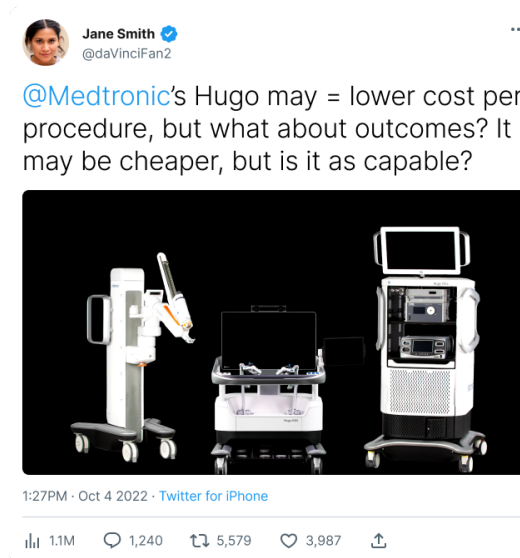 Jane Smith
@daVinciFan2
@Medtronic's Hugo may = lower cost per
procedure, but what about outcomes? It
may be cheaper, but is it as capable?
1:27PM · Oct 4 2022 · Twitter for iPhone
1.1M 1,240 5,579 3,987